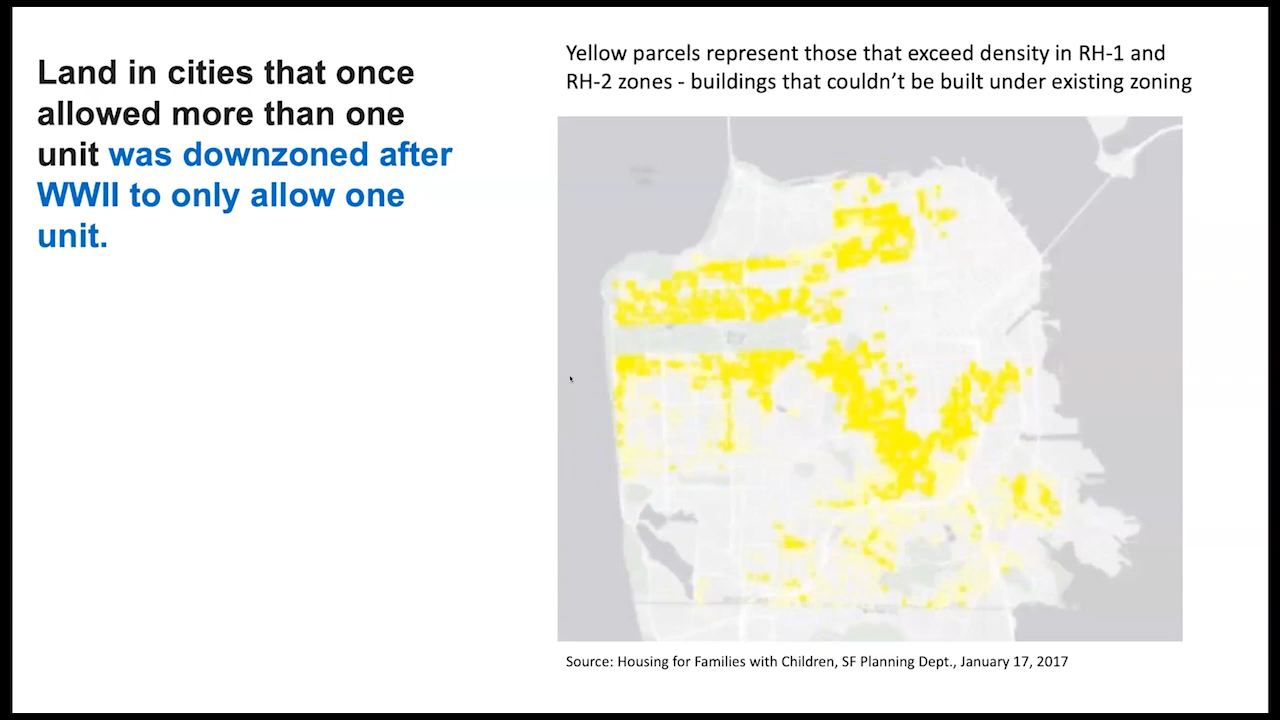 Land in cities that once
allowed more than one
unit was downzoned after
WWII to only allow one
unit.
Yellow parcels represent those that exceed density in RH-1 and
RH-2 zones - buildings that couldn’t be built under existing zoning
Source: Housing for Families with Children, SF Planning Dept., January 17, 2017